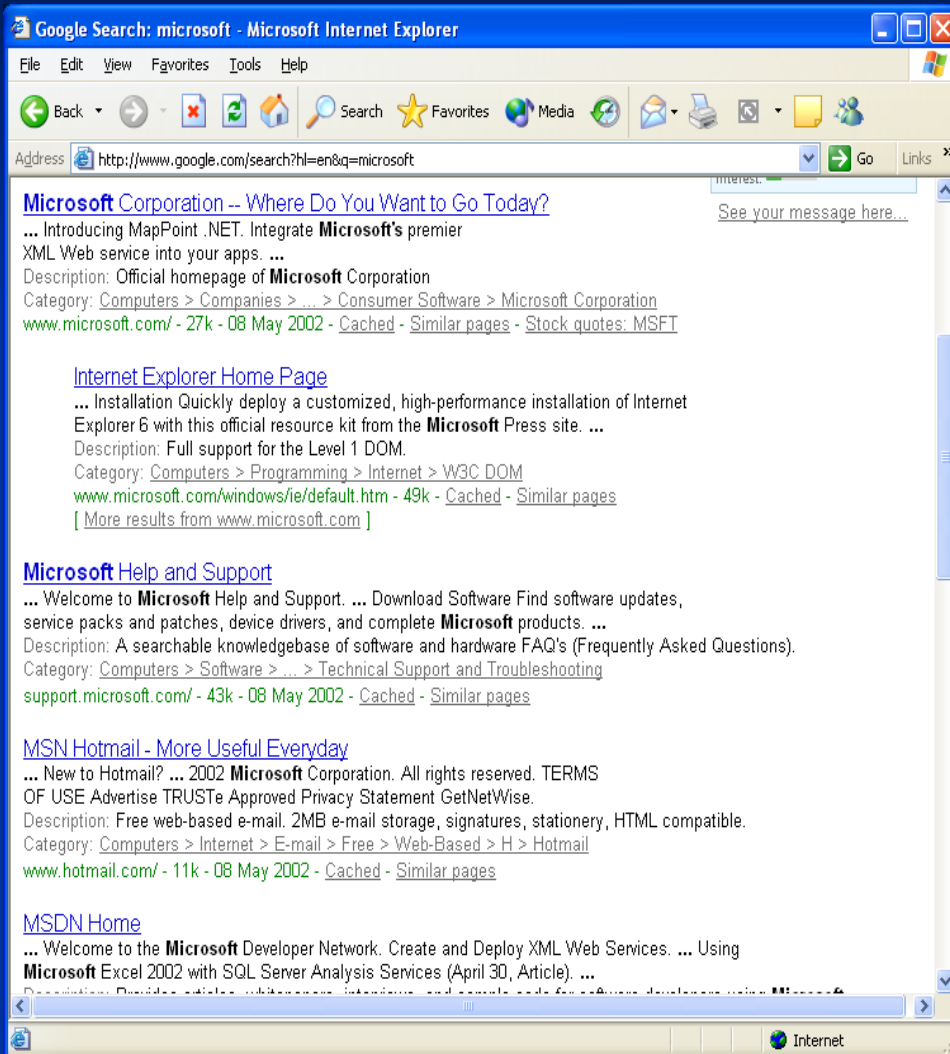 Google Search: microsoft - Microsoft Internet Explorer
File Edit View Favorites Tools Help
Back Search Favorites Media
Address http://www.google.com/search?hl=en&q=microsoft Go Links »
Interest:
Microsoft Corporation -- Where Do You Want to Go Today?
See your message here...
... Introducing MapPoint .NET. Integrate Microsoft's premier
XML Web service into your apps. ...
Description: Official homepage of Microsoft Corporation
Category: Computers > Companies > ... > Consumer Software > Microsoft Corporation
www.microsoft.com/ - 27k - 08 May 2002 - Cached - Similar pages - Stock quotes: MSFT
Internet Explorer Home Page
... Installation Quickly deploy a customized, high-performance installation of Internet
Explorer 6 with this official resource kit from the Microsoft Press site. ...
Description: Full support for the Level 1 DOM.
Category: Computers > Programming > Internet > W3C DOM
www.microsoft.com/windows/ie/default.htm - 49k - Cached - Similar pages
[ More results from www.microsoft.com ]
Microsoft Help and Support
... Welcome to Microsoft Help and Support. ... Download Software Find software updates,
service packs and patches, device drivers, and complete Microsoft products. ...
Description: A searchable knowledgebase of software and hardware FAQ's (Frequently Asked Questions).
Category: Computers > Software > ... > Technical Support and Troubleshooting
support.microsoft.com/ - 43k - 08 May 2002 - Cached - Similar pages
MSN Hotmail - More Useful Everyday
... New to Hotmail? ... 2002 Microsoft Corporation. All rights reserved. TERMS
OF USE Advertise TRUSTe Approved Privacy Statement GetNetWise.
Description: Free web-based e-mail. 2MB e-mail storage, signatures, stationery, HTML compatible.
Category: Computers > Internet > E-mail > Free > Web-Based > H > Hotmail
www.hotmail.com/ - 11k - 08 May 2002 - Cached - Similar pages
MSDN Home
... Welcome to the Microsoft Developer Network. Create and Deploy XML Web Services. ... Using
Microsoft Excel 2002 with SQL Server Analysis Services (April 30, Article). ...
Description: Provides articles, whitepapers, interviews, and sample code for software developers using Microsoft
Internet